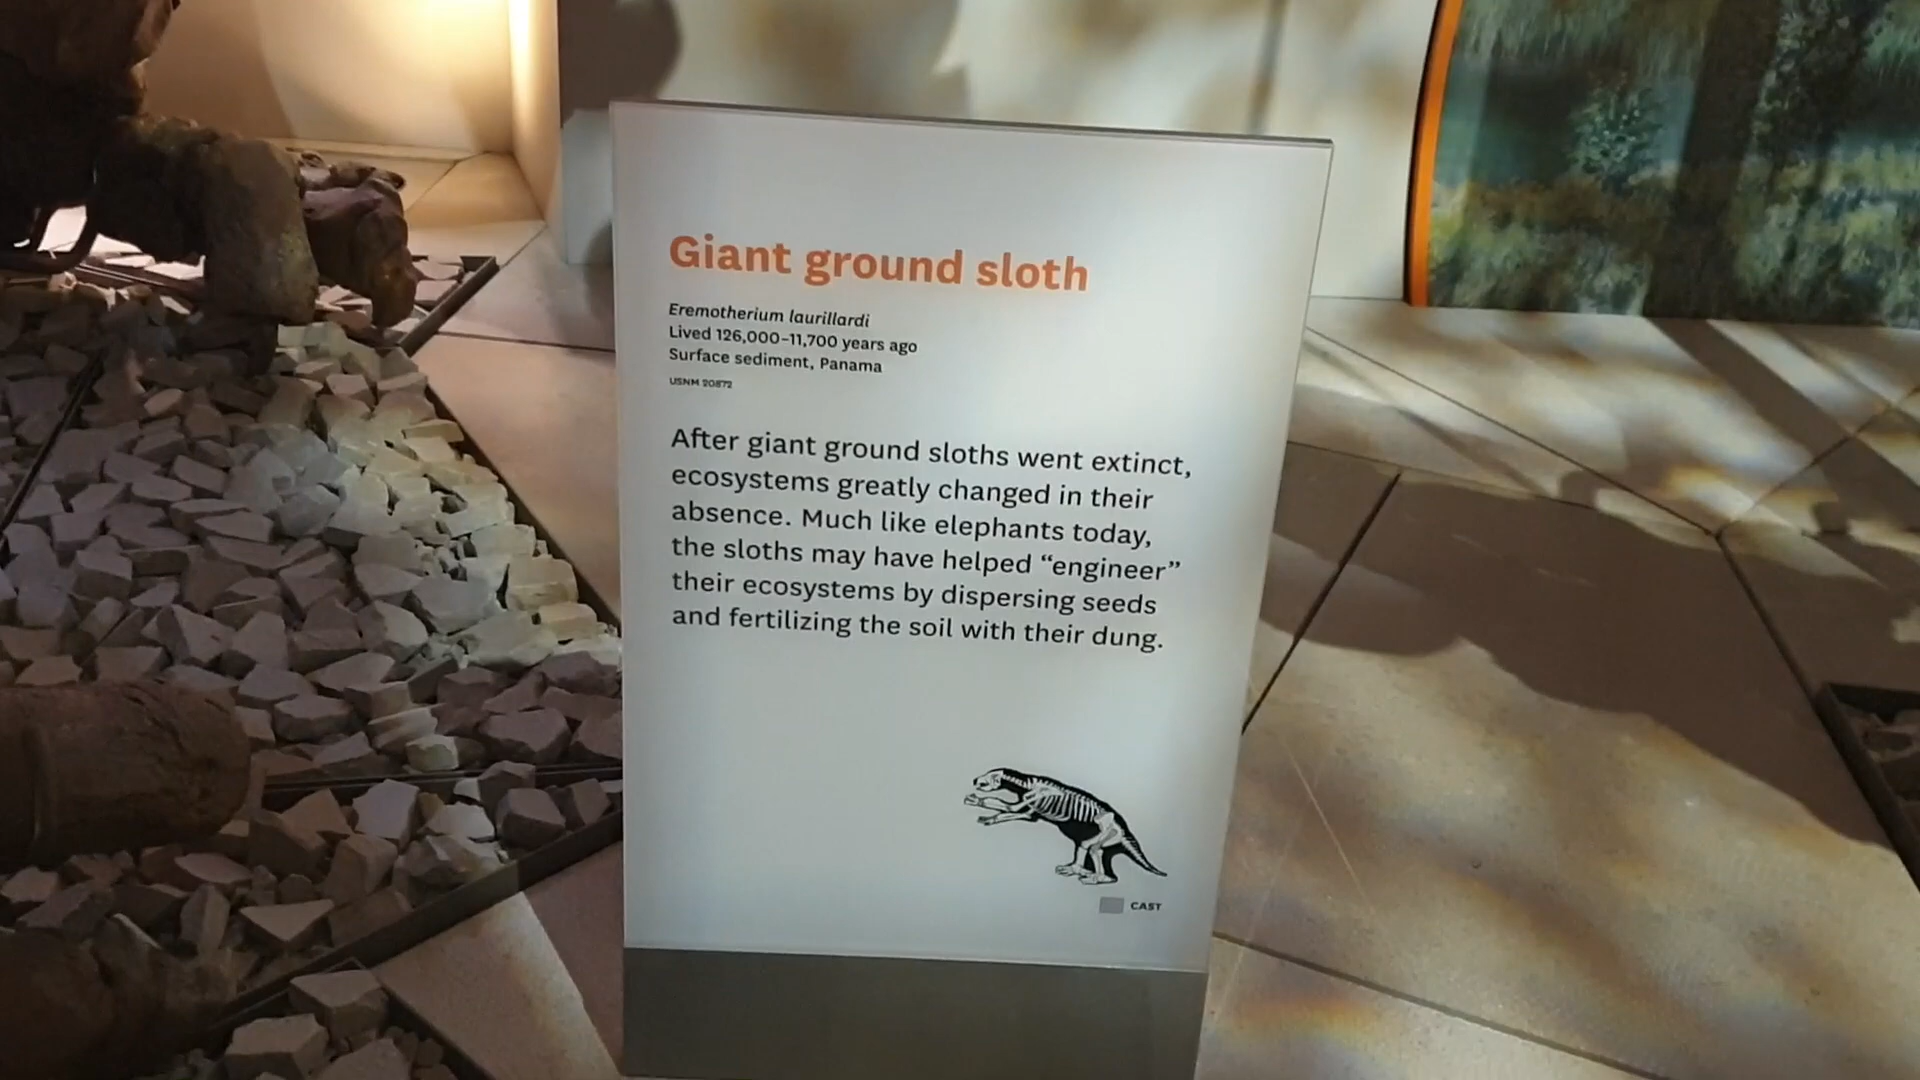 Giant ground sloth
Eremotherium laurillardi
Lived 126,000–11,700 years ago
Surface sediment, Panama
USNM 20872
After giant ground sloths went extinct,
ecosystems greatly changed in their
absence. Much like elephants today,
the sloths may have helped “engineer”
their ecosystems by dispersing seeds
and fertilizing the soil with their dung.
CAST